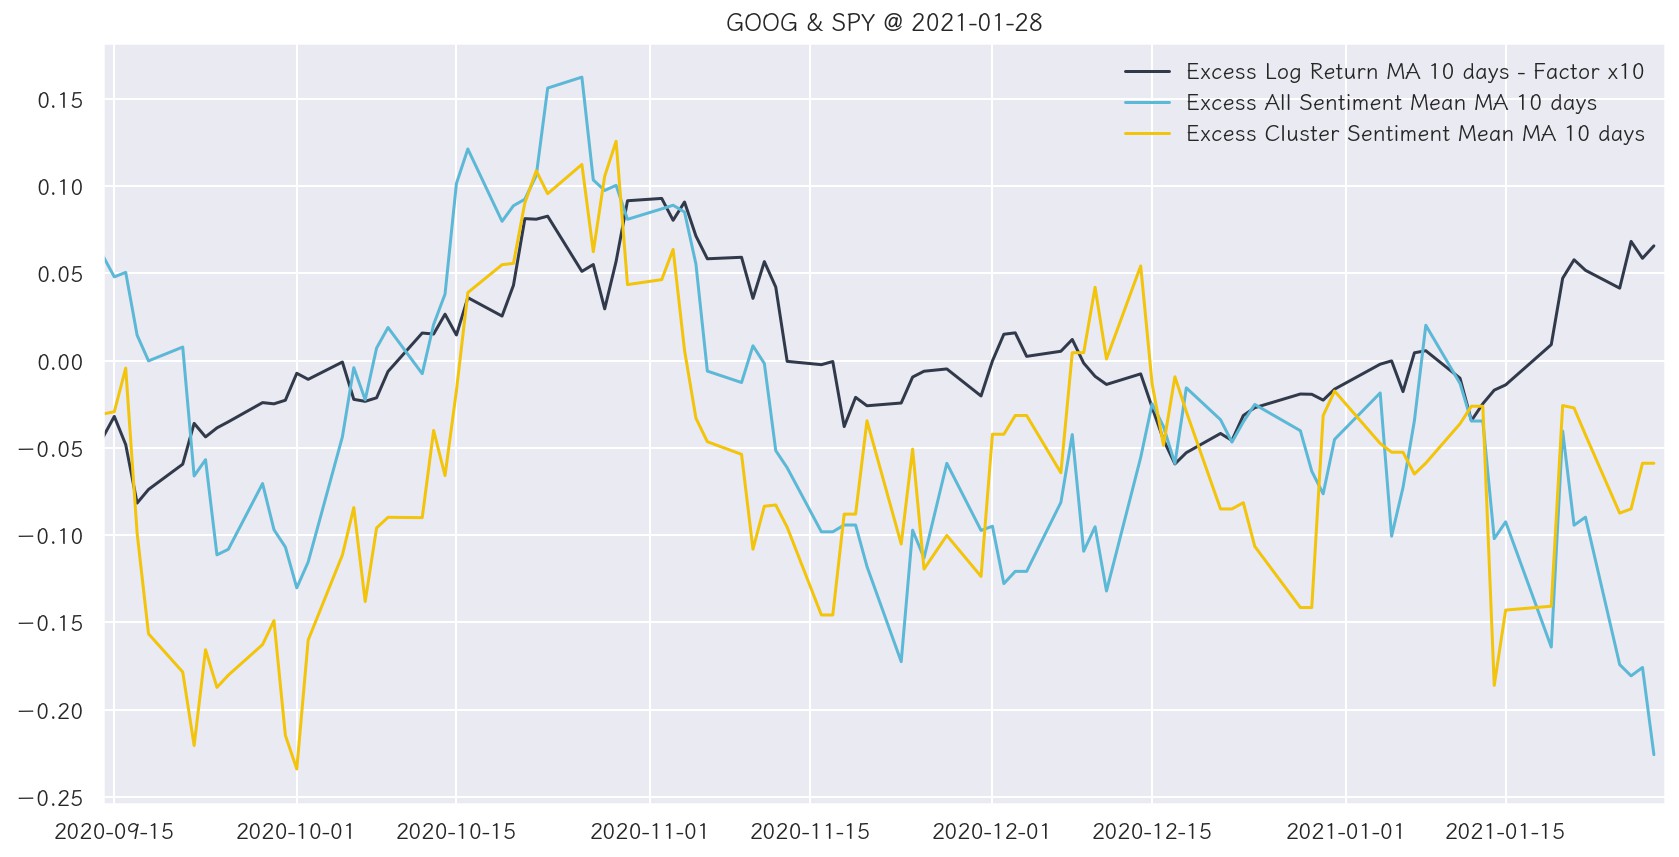 GOOG & SPY @ 2021-01-28
Excess Log Return MA 10 days - Factor x10
Excess All Sentiment Mean MA 10 days
Excess Cluster Sentiment Mean MA 10 days
0.15
0.10
0.05
0.00
−0.05
−0.10
−0.15
−0.20
−0.25
2020-09-15 2020-10-01 2020-10-15 2020-11-01 2020-11-15 2020-12-01 2020-12-15 2021-01-01 2021-01-15